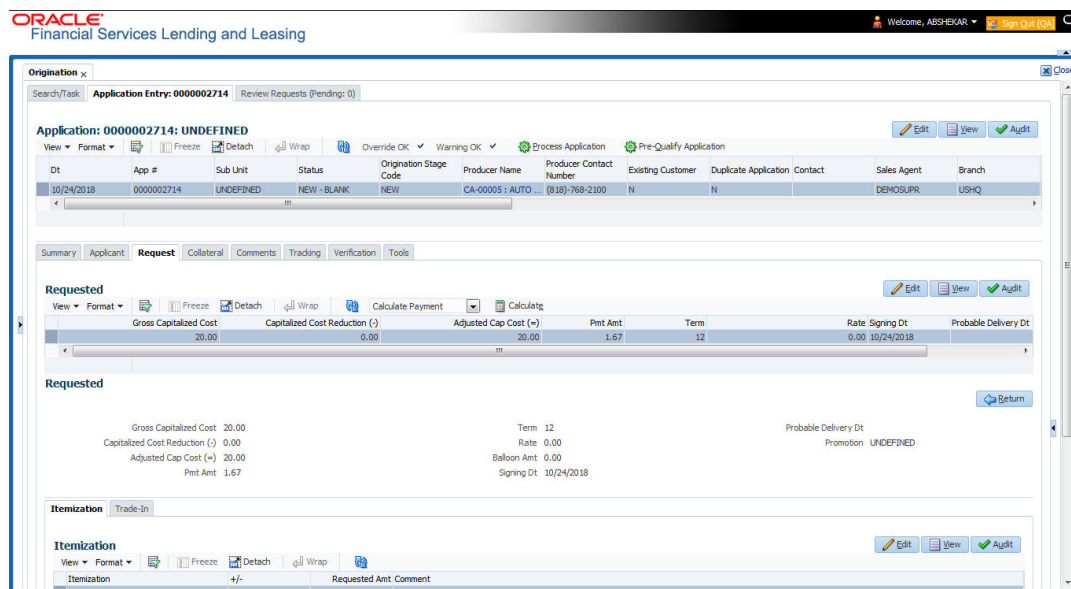 ORACLE
Financial Services Lending and Leasing
Welcome, ABSHEKAR
Sign Out [QA]
Origination x
Close
Search/Task Application Entry: 0000002714 Review Requests (Pending: 0)
Application: 0000002714: UNDEFINED
Edit View Audit
View Format Freeze Detach Wrap Override OK Warning OK Process Application Pre-Qualify Application
Dt App # Sub Unit Status Origination Stage Code Producer Name Producer Contact Number Existing Customer Duplicate Application Contact Sales Agent Branch
10/24/2018 0000002714 UNDEFINED NEW - BLANK NEW CA-00005 : AUTO ... (818)-768-2100 N N DEMOSUPR USHQ
Summary Applicant Request Collateral Comments Tracking Verification Tools
Requested
Edit View Audit
View Format Freeze Detach Wrap Calculate Payment Calculate
Gross Capitalized Cost Capitalized Cost Reduction (-) Adjusted Cap Cost (=) Pmt Amt Term Rate Signing Dt Probable Delivery Dt
20.00 0.00 20.00 1.67 12 0.00 10/24/2018
Requested
Return
Gross Capitalized Cost 20.00 Term 12 Probable Delivery Dt
Capitalized Cost Reduction (-) 0.00 Rate 0.00 Promotion UNDEFINED
Adjusted Cap Cost (=) 20.00 Balloon Amt 0.00
Pmt Amt 1.67 Signing Dt 10/24/2018
Itemization Trade-In
Itemization
Edit View Audit
View Format Freeze Detach Wrap
Itemization +/- Requested Amt Comment